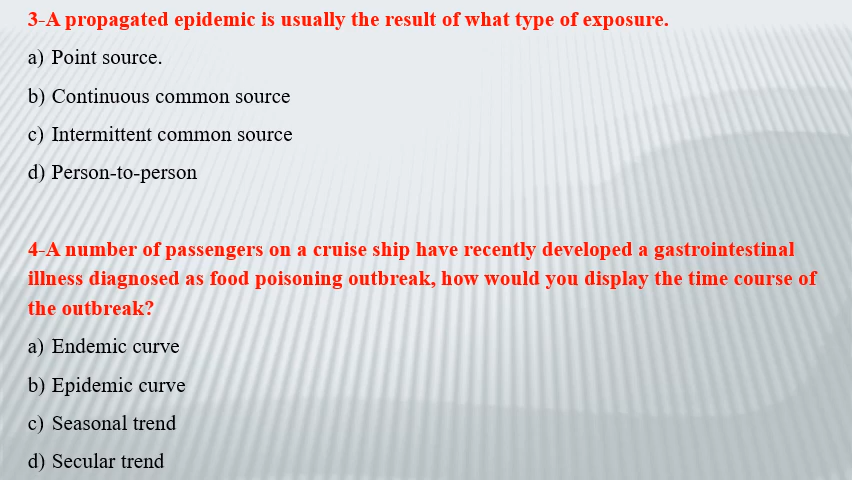 3-A propagated epidemic is usually the result of what type of exposure.
a) Point source.
b) Continuous common source
c) Intermittent common source
d) Person-to-person
4-A number of passengers on a cruise ship have recently developed a gastrointestinal
illness diagnosed as food poisoning outbreak, how would you display the time course of
the outbreak?
a) Endemic curve
b) Epidemic curve
c) Seasonal trend
d) Secular trend